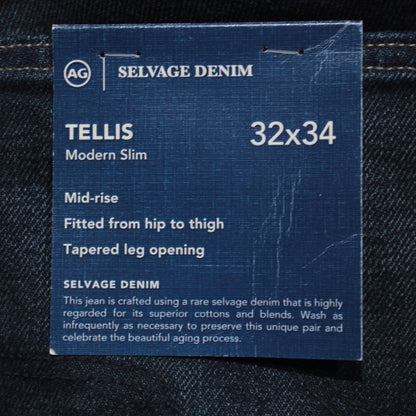 AG SELVAGE DENIM
TELLIS 32x34
Modern Slim
Mid-rise
Fitted from hip to thigh
Tapered leg opening
SELVAGE DENIM
This jean is crafted using a rare selvage denim that is highly
regarded for its superior cottons and blends. Wash as
infrequently as necessary to preserve this unique pair and
celebrate the beautiful aging process.